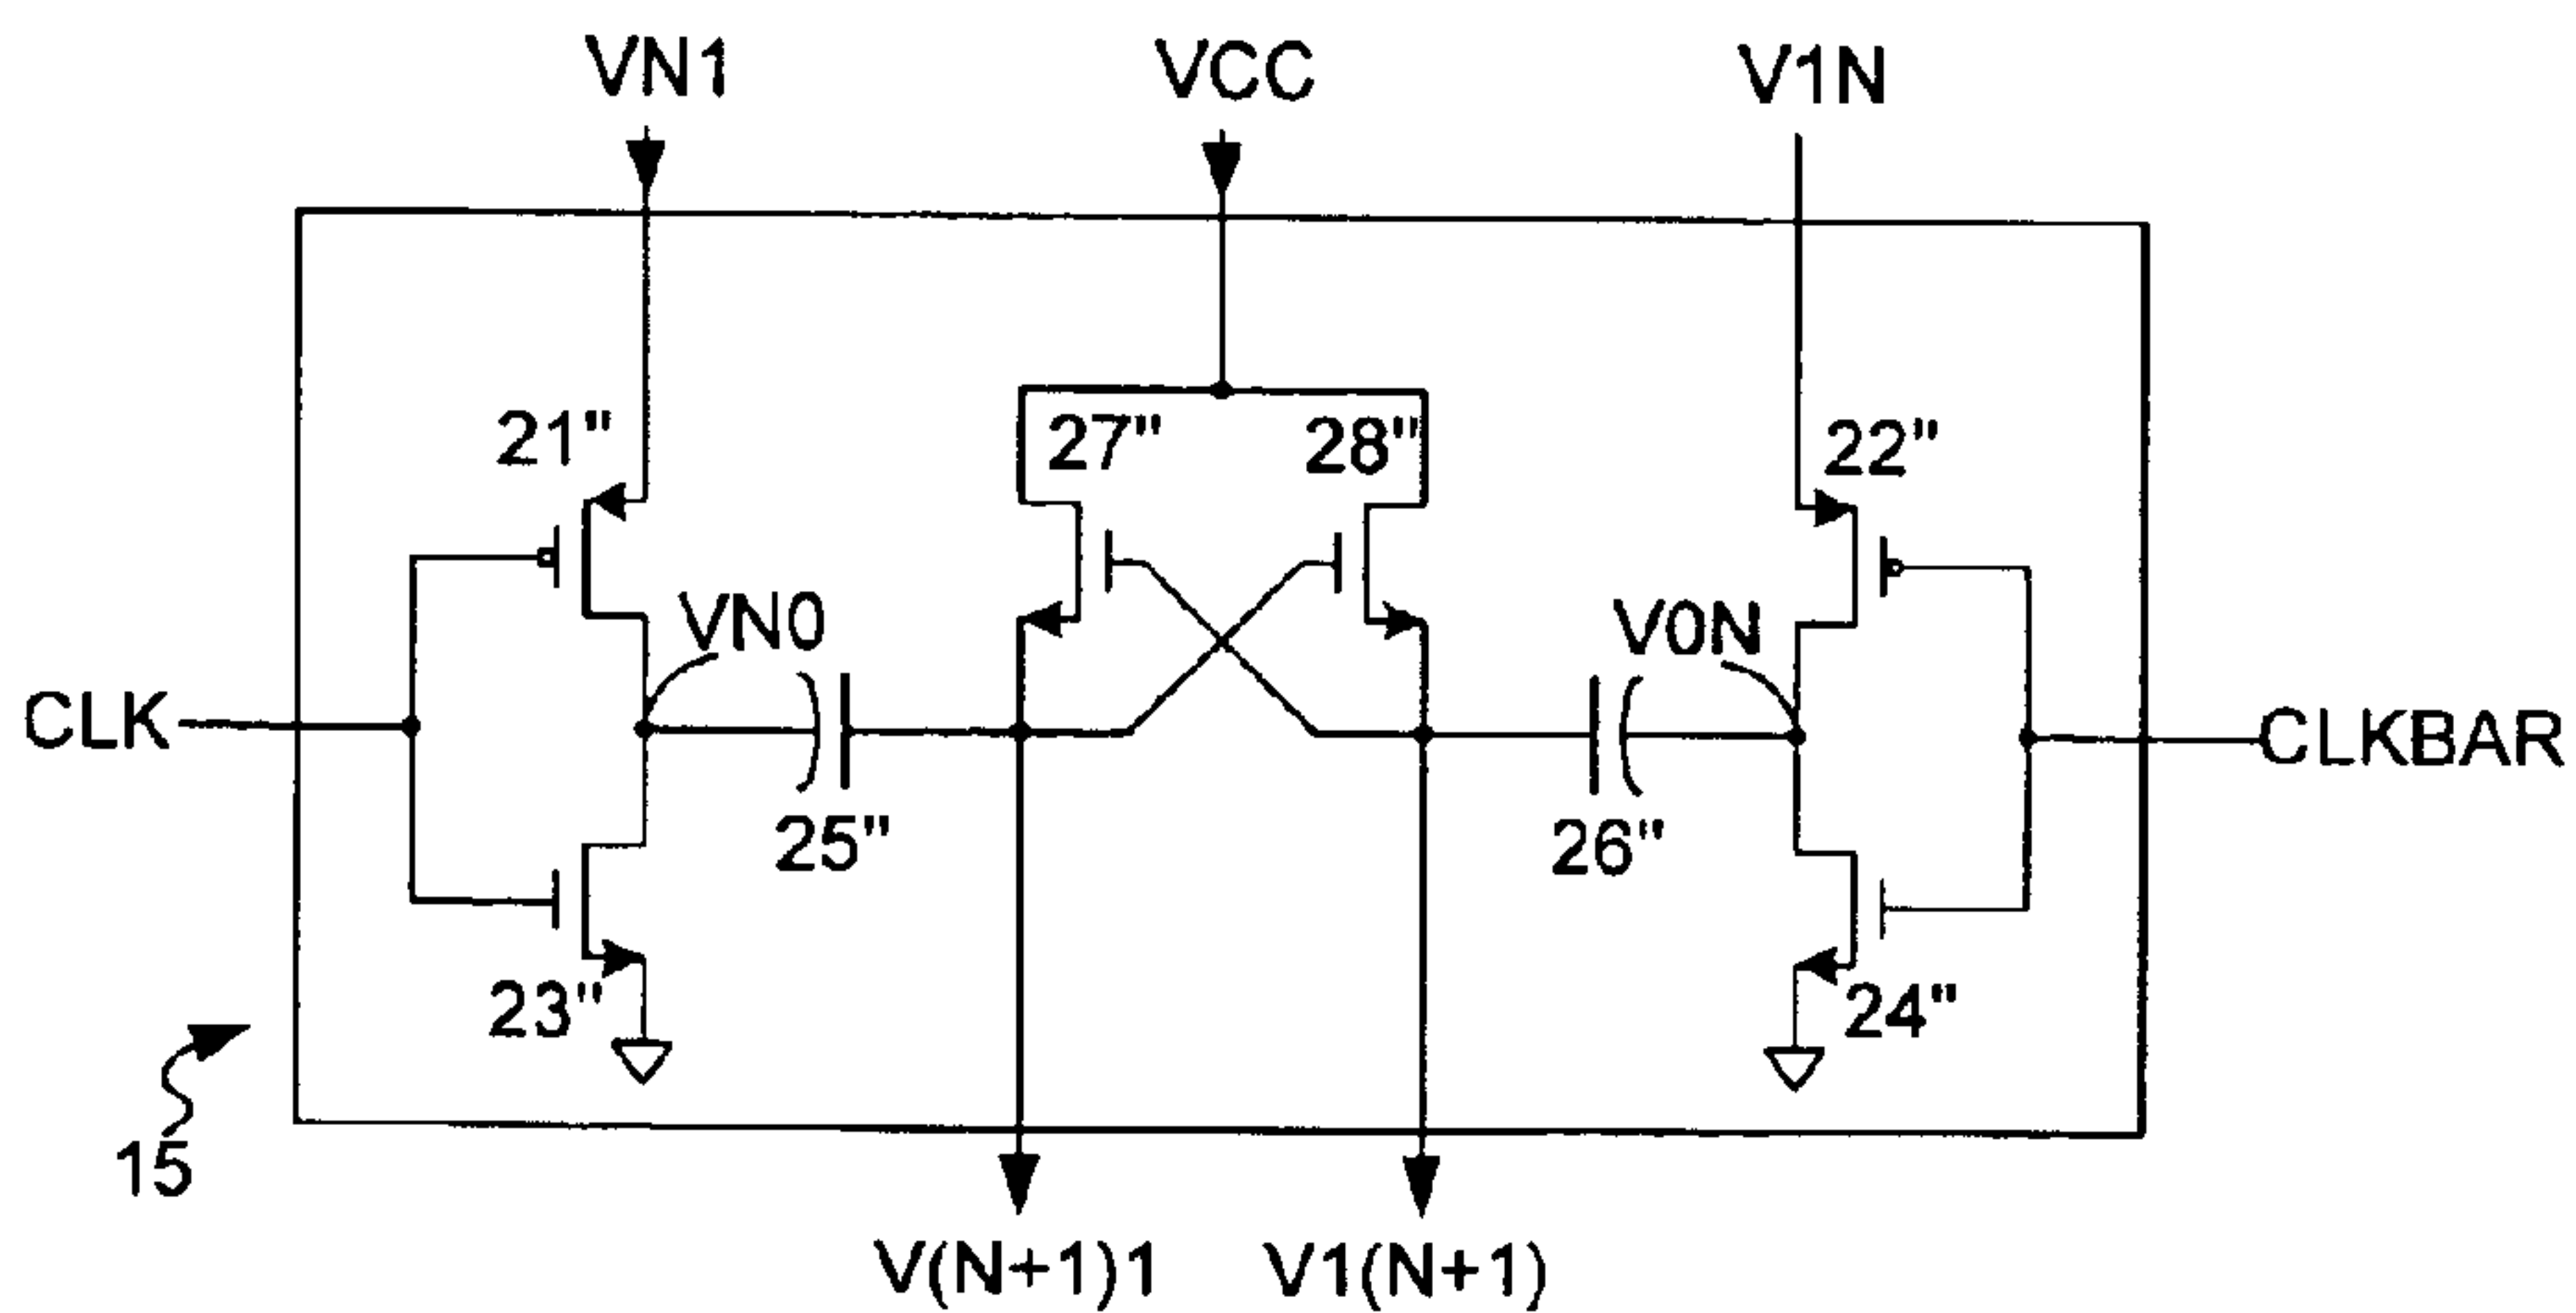 VN1
VCC
V1N
21"
27"
28"
22"
VN0
V0N
CLK
CLKBAR
25"
26"
23"
24"
15
V(N+1)1
V1(N+1)